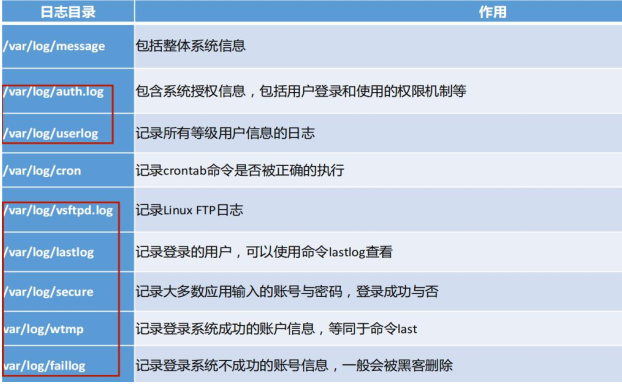 日志目录 作用
/var/log/message 包括整体系统信息
/var/log/auth.log 包含系统授权信息，包括用户登录和使用的权限机制等
/var/log/userlog 记录所有等级用户信息的日志
/var/log/cron 记录crontab命令是否被正确的执行
/var/log/vsftpd.log 记录Linux FTP日志
/var/log/lastlog 记录登录的用户，可以使用命令lastlog查看
/var/log/secure 记录大多数应用输入的账号与密码，登录成功与否
var/log/wtmp 记录登录系统成功的账户信息，等同于命令last
var/log/faillog 记录登录系统不成功的账号信息，一般会被黑客删除